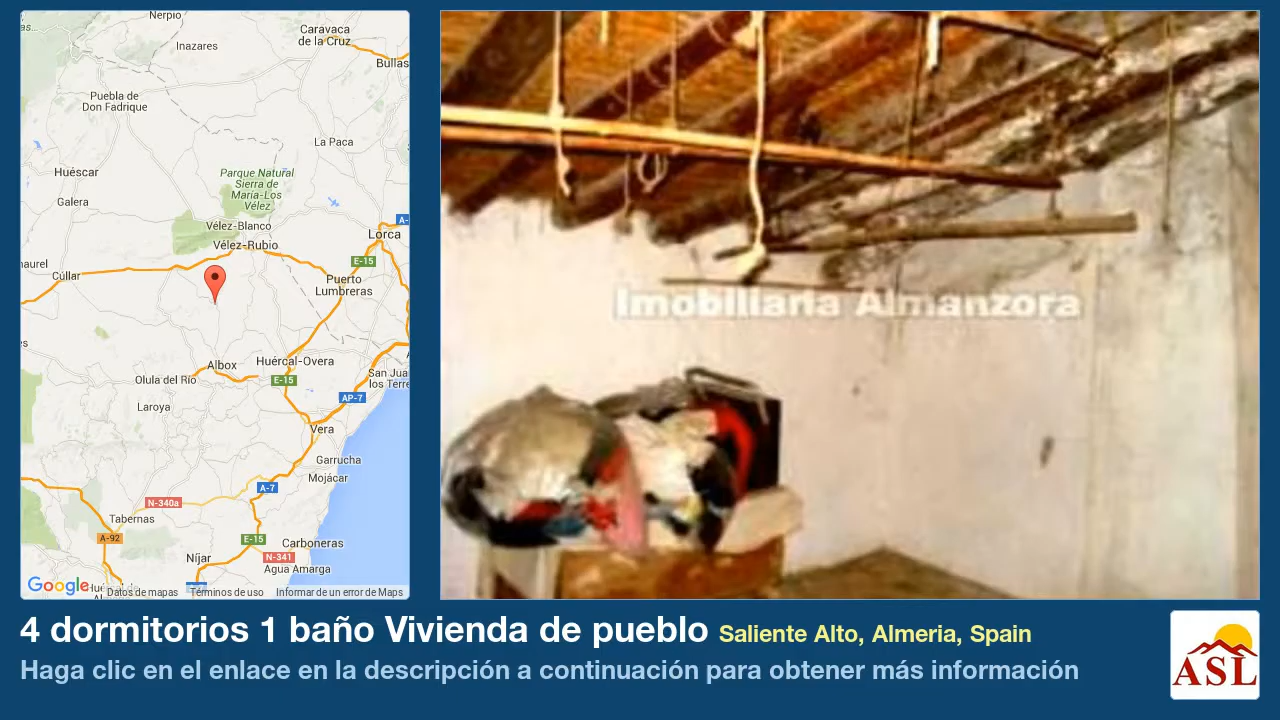 Nerpio
as...
Caravaca
de la Cruz
Inazares
Bullas
Puebla de
Don Fadrique
La Paca
Huéscar
Parque Natural
Sierra de
María-Los
Vélez
Galera
Vélez-Blanco
A-
Lorca
Vélez-Rubio
E-15
Cúllar
Puerto
Lumbreras
Albox
Huércal-Overa
Olula del Río
E-15
San Jua
los Terre
AP-7
Laroya
Vera
Garrucha
Mojácar
A-7
N-340a
Tabernas
A-92
E-15
Carboneras
Níjar
N-341
Agua Amarga
Google
Datos de mapas
Términos de uso
Informar de un error de Maps
Imobiliaria Almanzora
4 dormitorios 1 baño Vivienda de pueblo Saliente Alto, Almeria, Spain
Haga clic en el enlace en la descripción a continuación para obtener más información
ASL